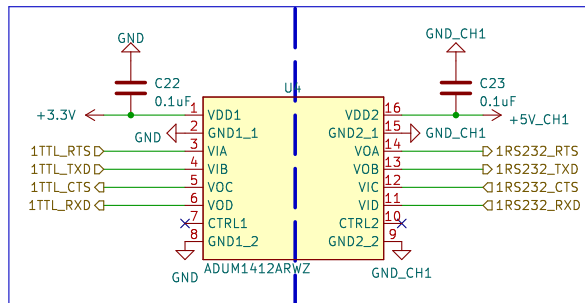 GND
GND_CH1
C22
0.1uF
C23
0.1uF
U4
+3.3V
+5V_CH1
1 VDD1 VDD2 16
GND 2 GND1_1 GND2_1 15 GND_CH1
1TTL_RTS 3 VIA VOA 14 1RS232_RTS
1TTL_TXD 4 VIB VOB 13 1RS232_TXD
1TTL_CTS 5 VOC VIC 12 1RS232_CTS
1TTL_RXD 6 VOD VID 11 1RS232_RXD
7 CTRL1 CTRL2 10
8 GND1_2 GND2_2 9
GND
GND_CH1
ADUM1412ARWZ